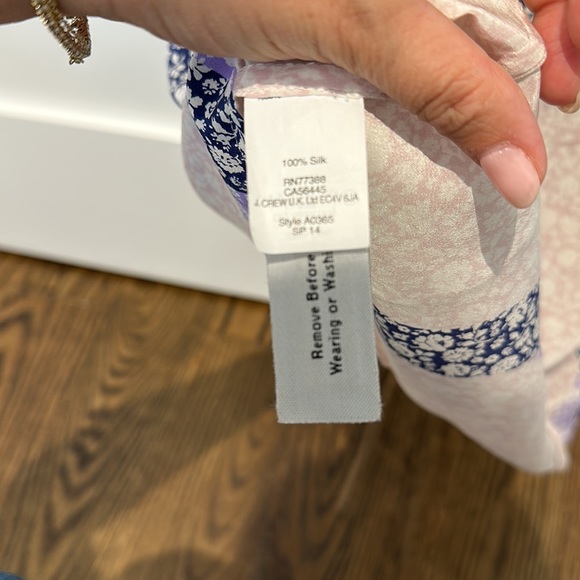 100% Silk
RN77388
CA56445
J.CREW U.K. Ltd EC4V 6JA
Style A0365
SP 14
Remove Before
Wearing or Washi